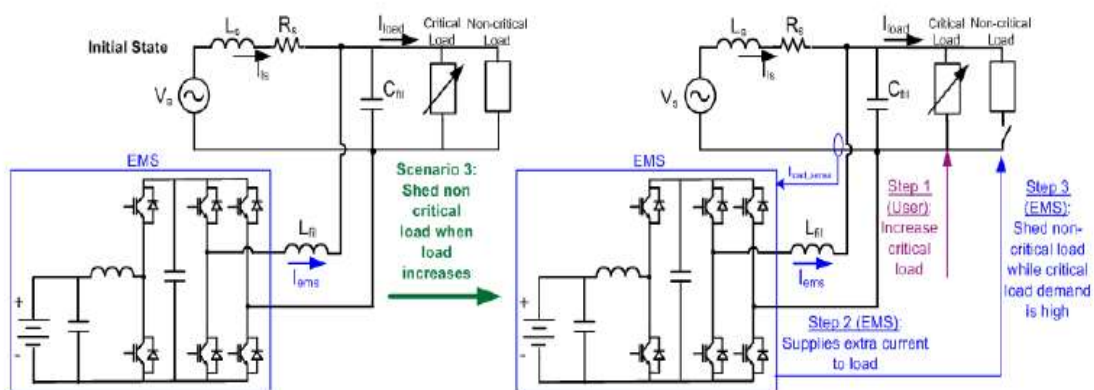 Initial State
Ls
Rs
Iload
Critical
Load
Non-critical
Load
Iis
Vs
Cfil
EMS
Lfil
Iems
+
-
Scenario 3:
Shed non
critical
load when
load
increases
Ls
Rs
Iload
Critical
Load
Non-critical
Load
Iis
Vs
Cfil
EMS
Lfil
Iems
+
-
Step 1
(User):
Increase
critical
load
Step 2 (EMS):
Supplies extra current
to load
Step 3
(EMS):
Shed non-
critical load
while critical
load demand
is high